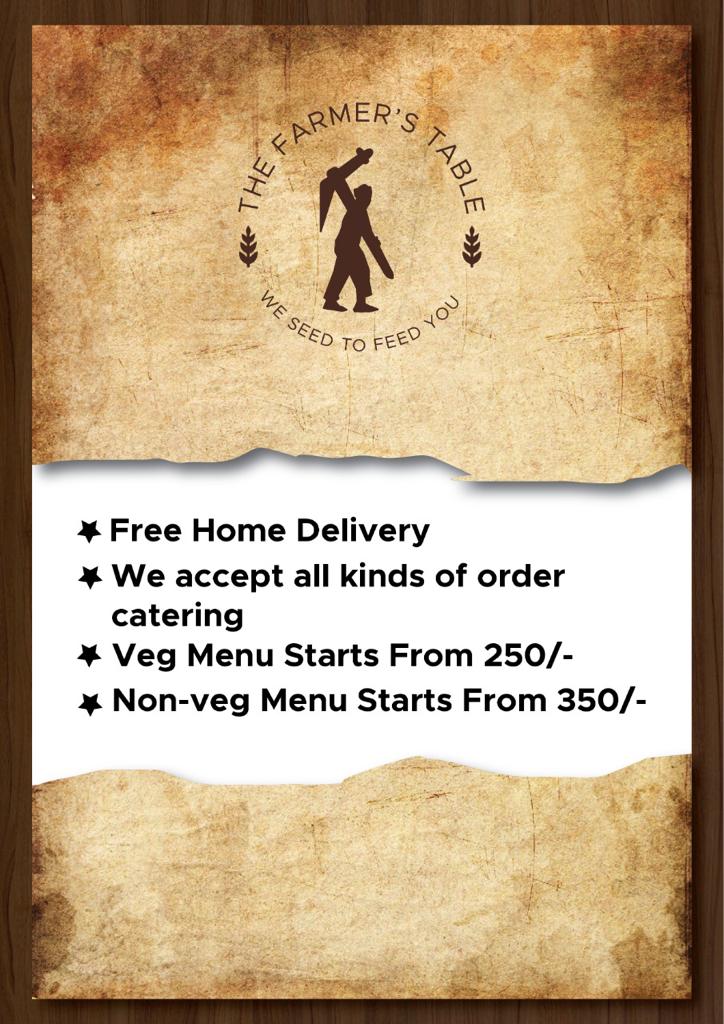 THE FARMER'S TABLE
WE SEED TO FEED YOU
Free Home Delivery
We accept all kinds of order
catering
Veg Menu Starts From 250/-
Non-veg Menu Starts From 350/-